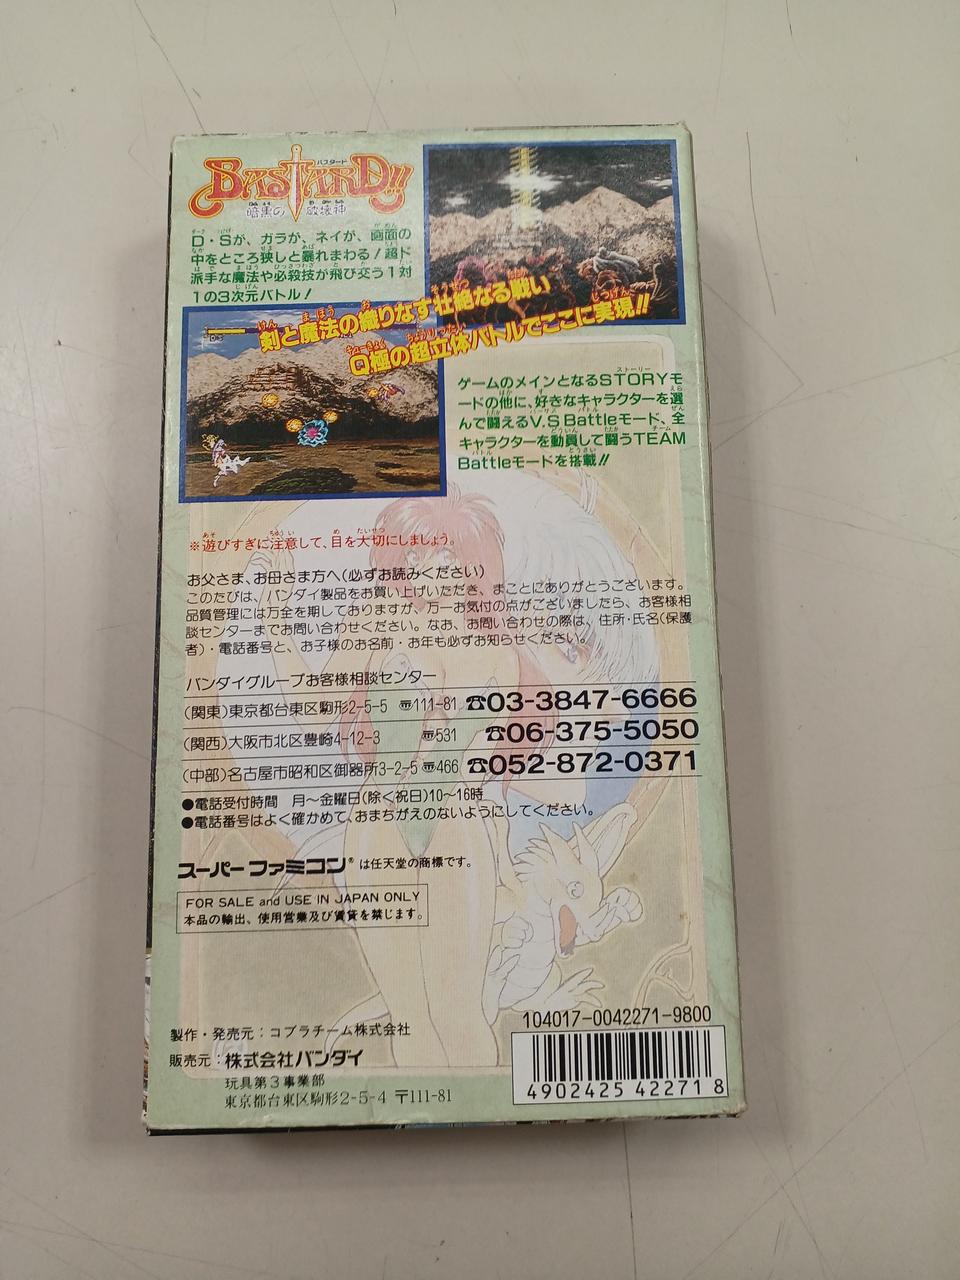 BASTARD!!
バスタード
暗黒の破壊神
D・Sが、ガラが、ネイが、画面の
中をところ狭しと暴れまわる!超ド
派手な魔法や必殺技が飛び交う1対
1の3次元バトル!
剣と魔法の織りなす壮絶なる戦い
Q極の超立体バトルでここに実現!!
ゲームのメインとなるSTORYモ
ードの他に、好きなキャラクターを選
んで闘えるV.S Battleモード、全
キャラクターを動員して闘うTEAM
Battleモードを搭載!!
※遊びすぎに注意して、目を大切にしましょう。
お父さま、お母さま方へ(必ずお読みください)
このたびは、バンダイ製品をお買い上げいただき、まことにありがとうございます。
品質管理には万全を期しておりますが、万一お気付の点がございましたら、お客様相
談センターまでお問い合わせください。なお、お問い合わせの際は、住所・氏名(保護
者)・電話番号と、お子様のお名前・お年も必ずお知らせください。
バンダイグループお客様相談センター
(関東)東京都台東区駒形2-5-5 〠111-81 ☎03-3847-6666
(関西)大阪市北区豊崎4-12-3 〠531 ☎06-375-5050
(中部)名古屋市昭和区御器所3-2-5 〠466 ☎052-872-0371
●電話受付時間 月〜金曜日(除く祝日)10〜16時
●電話番号はよく確かめて、おまちがえのないようにしてください。
スーパーファミコン®は任天堂の商標です。
FOR SALE and USE IN JAPAN ONLY
本品の輸出、使用営業及び賃貸を禁じます。
製作・発売元:コブラチーム株式会社
販売元:株式会社バンダイ
玩具第3事業部
東京都台東区駒形2-5-4 〒111-81
104017-0042271-9800
4902425 422718